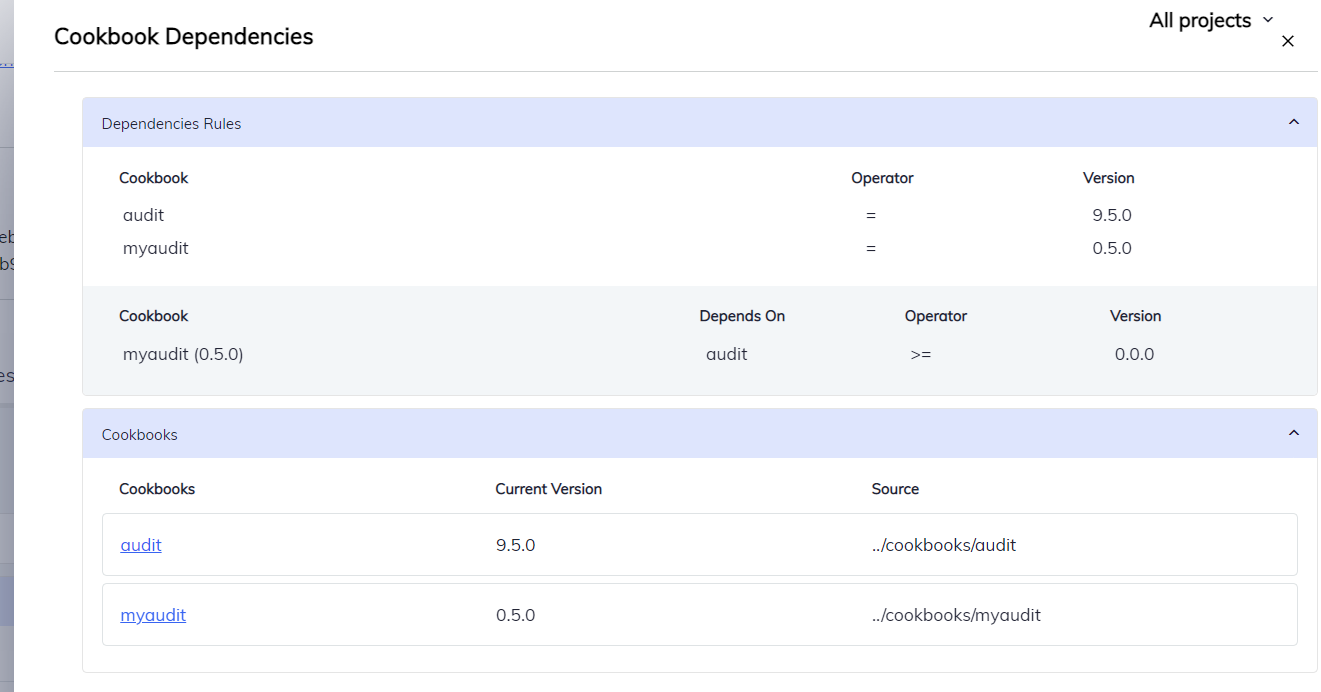 All projects
Cookbook Dependencies
Dependencies Rules
Cookbook Operator Version
audit = 9.5.0
myaudit = 0.5.0
Cookbook Depends On Operator Version
myaudit (0.5.0) audit >= 0.0.0
Cookbooks
Cookbooks Current Version Source
audit 9.5.0 ../cookbooks/audit
myaudit 0.5.0 ../cookbooks/myaudit